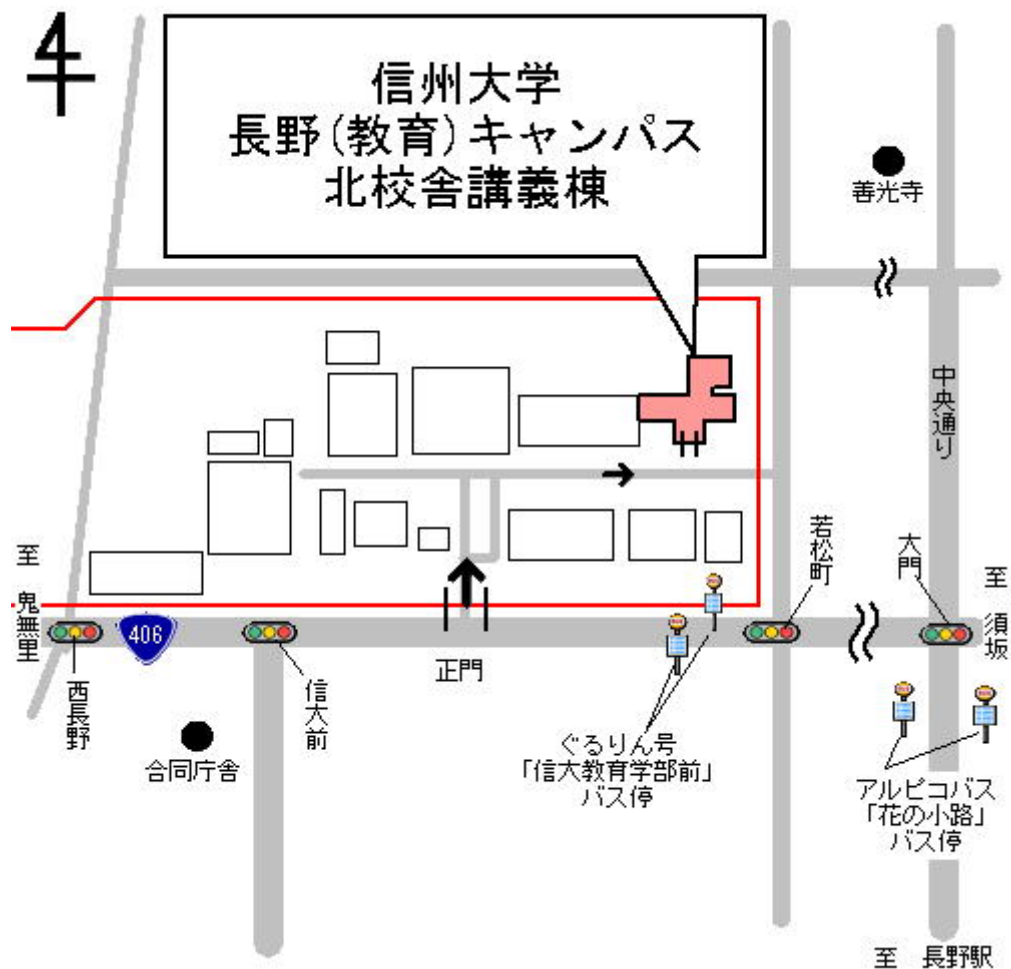 信州大学
長野(教育)キャンパス
北校舎講義棟
善光寺
中央通り
若松町
大門
至 鬼無里
406
至 須坂
正門
西長野
信大前
合同庁舎
ぐるりん号
「信大教育学部前」
バス停
アルピコバス
「花の小路」
バス停
至 長野駅